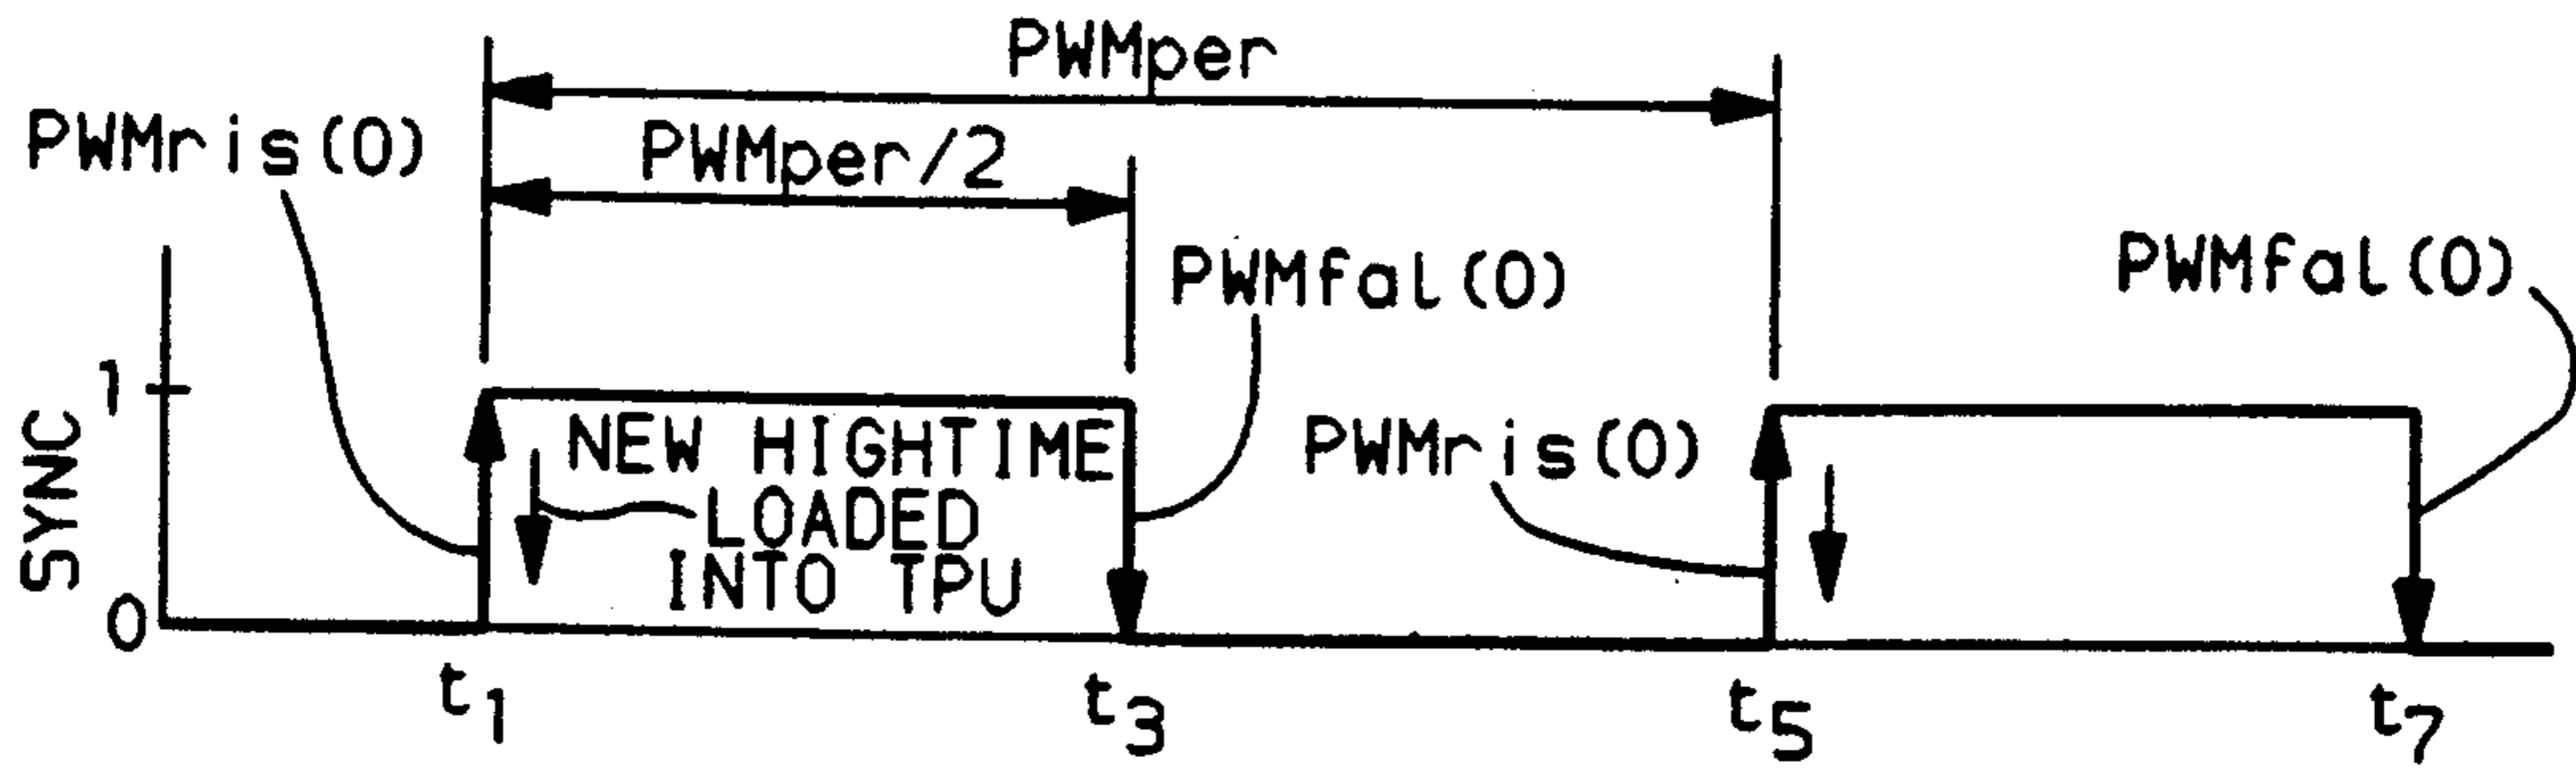 PWMper
PWMris(0)
PWMper/2
PWMfal(0)
PWMfal(0)
1
NEW HIGHTIME
LOADED
INTO TPU
PWMris(0)
SYNC
0
t1
t3
t5
t7